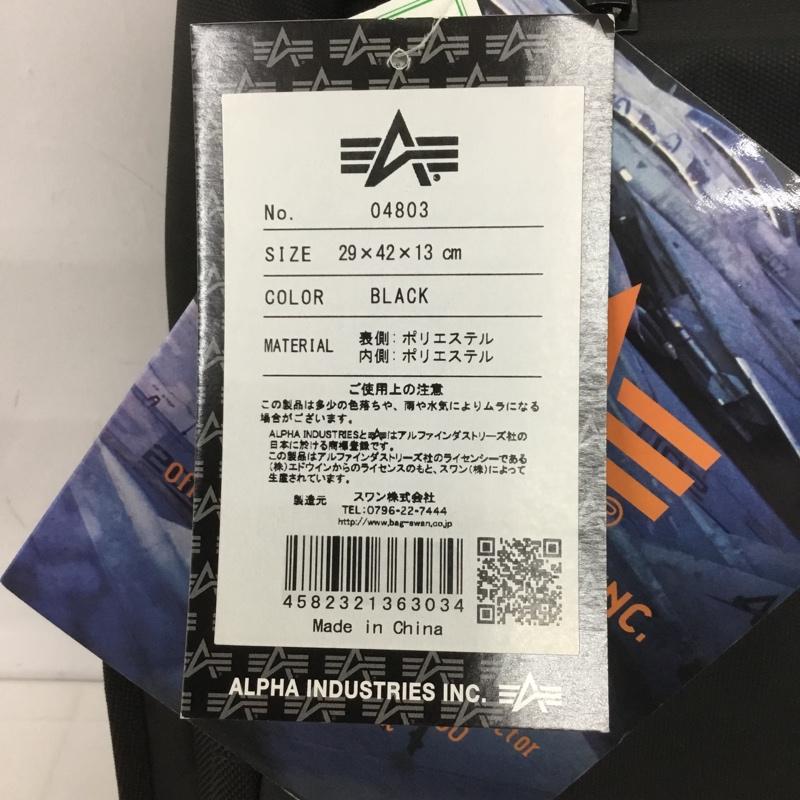 No. 04803
SIZE 29×42×13 cm
COLOR BLACK
MATERIAL 表側:ポリエステル
内側:ポリエステル
ご使用上の注意
この製品は多少の色落ちや、雨や水気によりムラになる
場合がございます。
ALPHA INDUSTRIESとはアルファインダストリーズ社の
日本に於ける商標登録です。
この製品はアルファインダストリーズ社のライセンシーである
(株)エドウインからのライセンスのもと、スワン(株)によって
生産されています。
製造元 スワン株式会社
TEL:0796-22-7444
http://www.bag-swan.co.jp
4582321363034
Made in China
ALPHA INDUSTRIES INC.
INC.